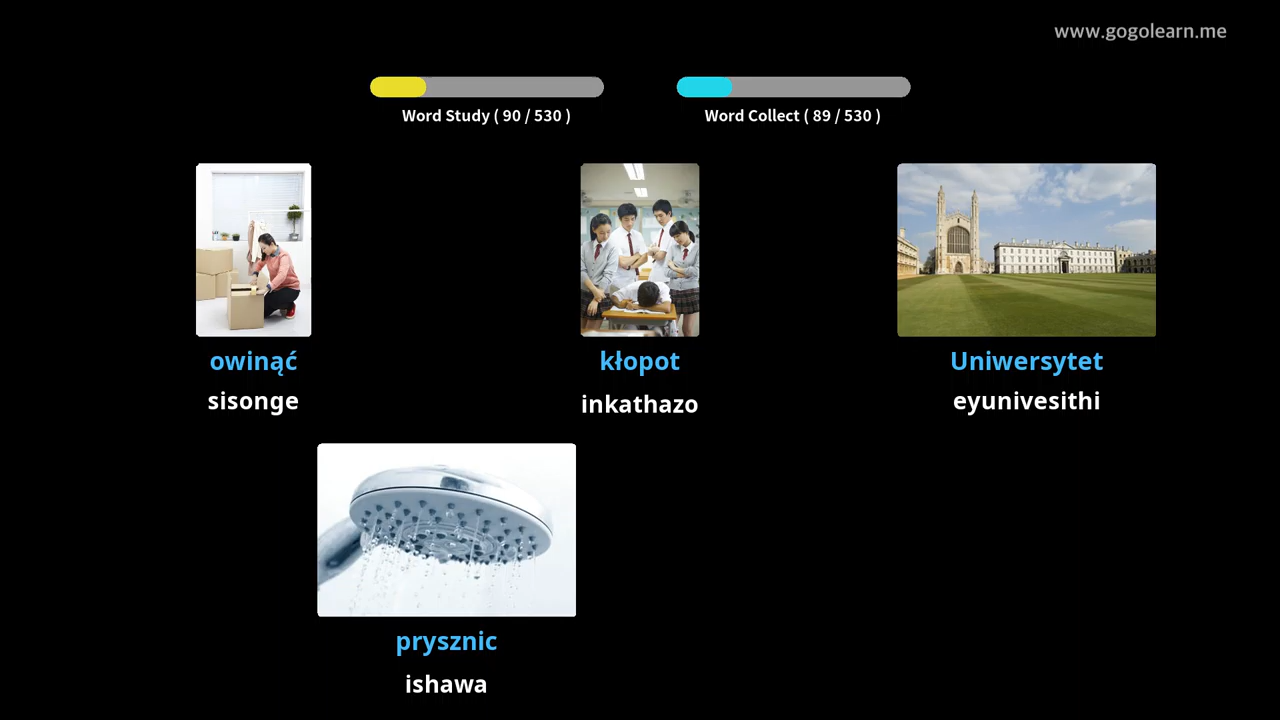 www.gogolearn.me
Word Study ( 90 / 530 )
Word Collect ( 89 / 530 )
owinąć
sisonge
kłopot
inkathazo
Uniwersytet
eyunivesithi
prysznic
ishawa